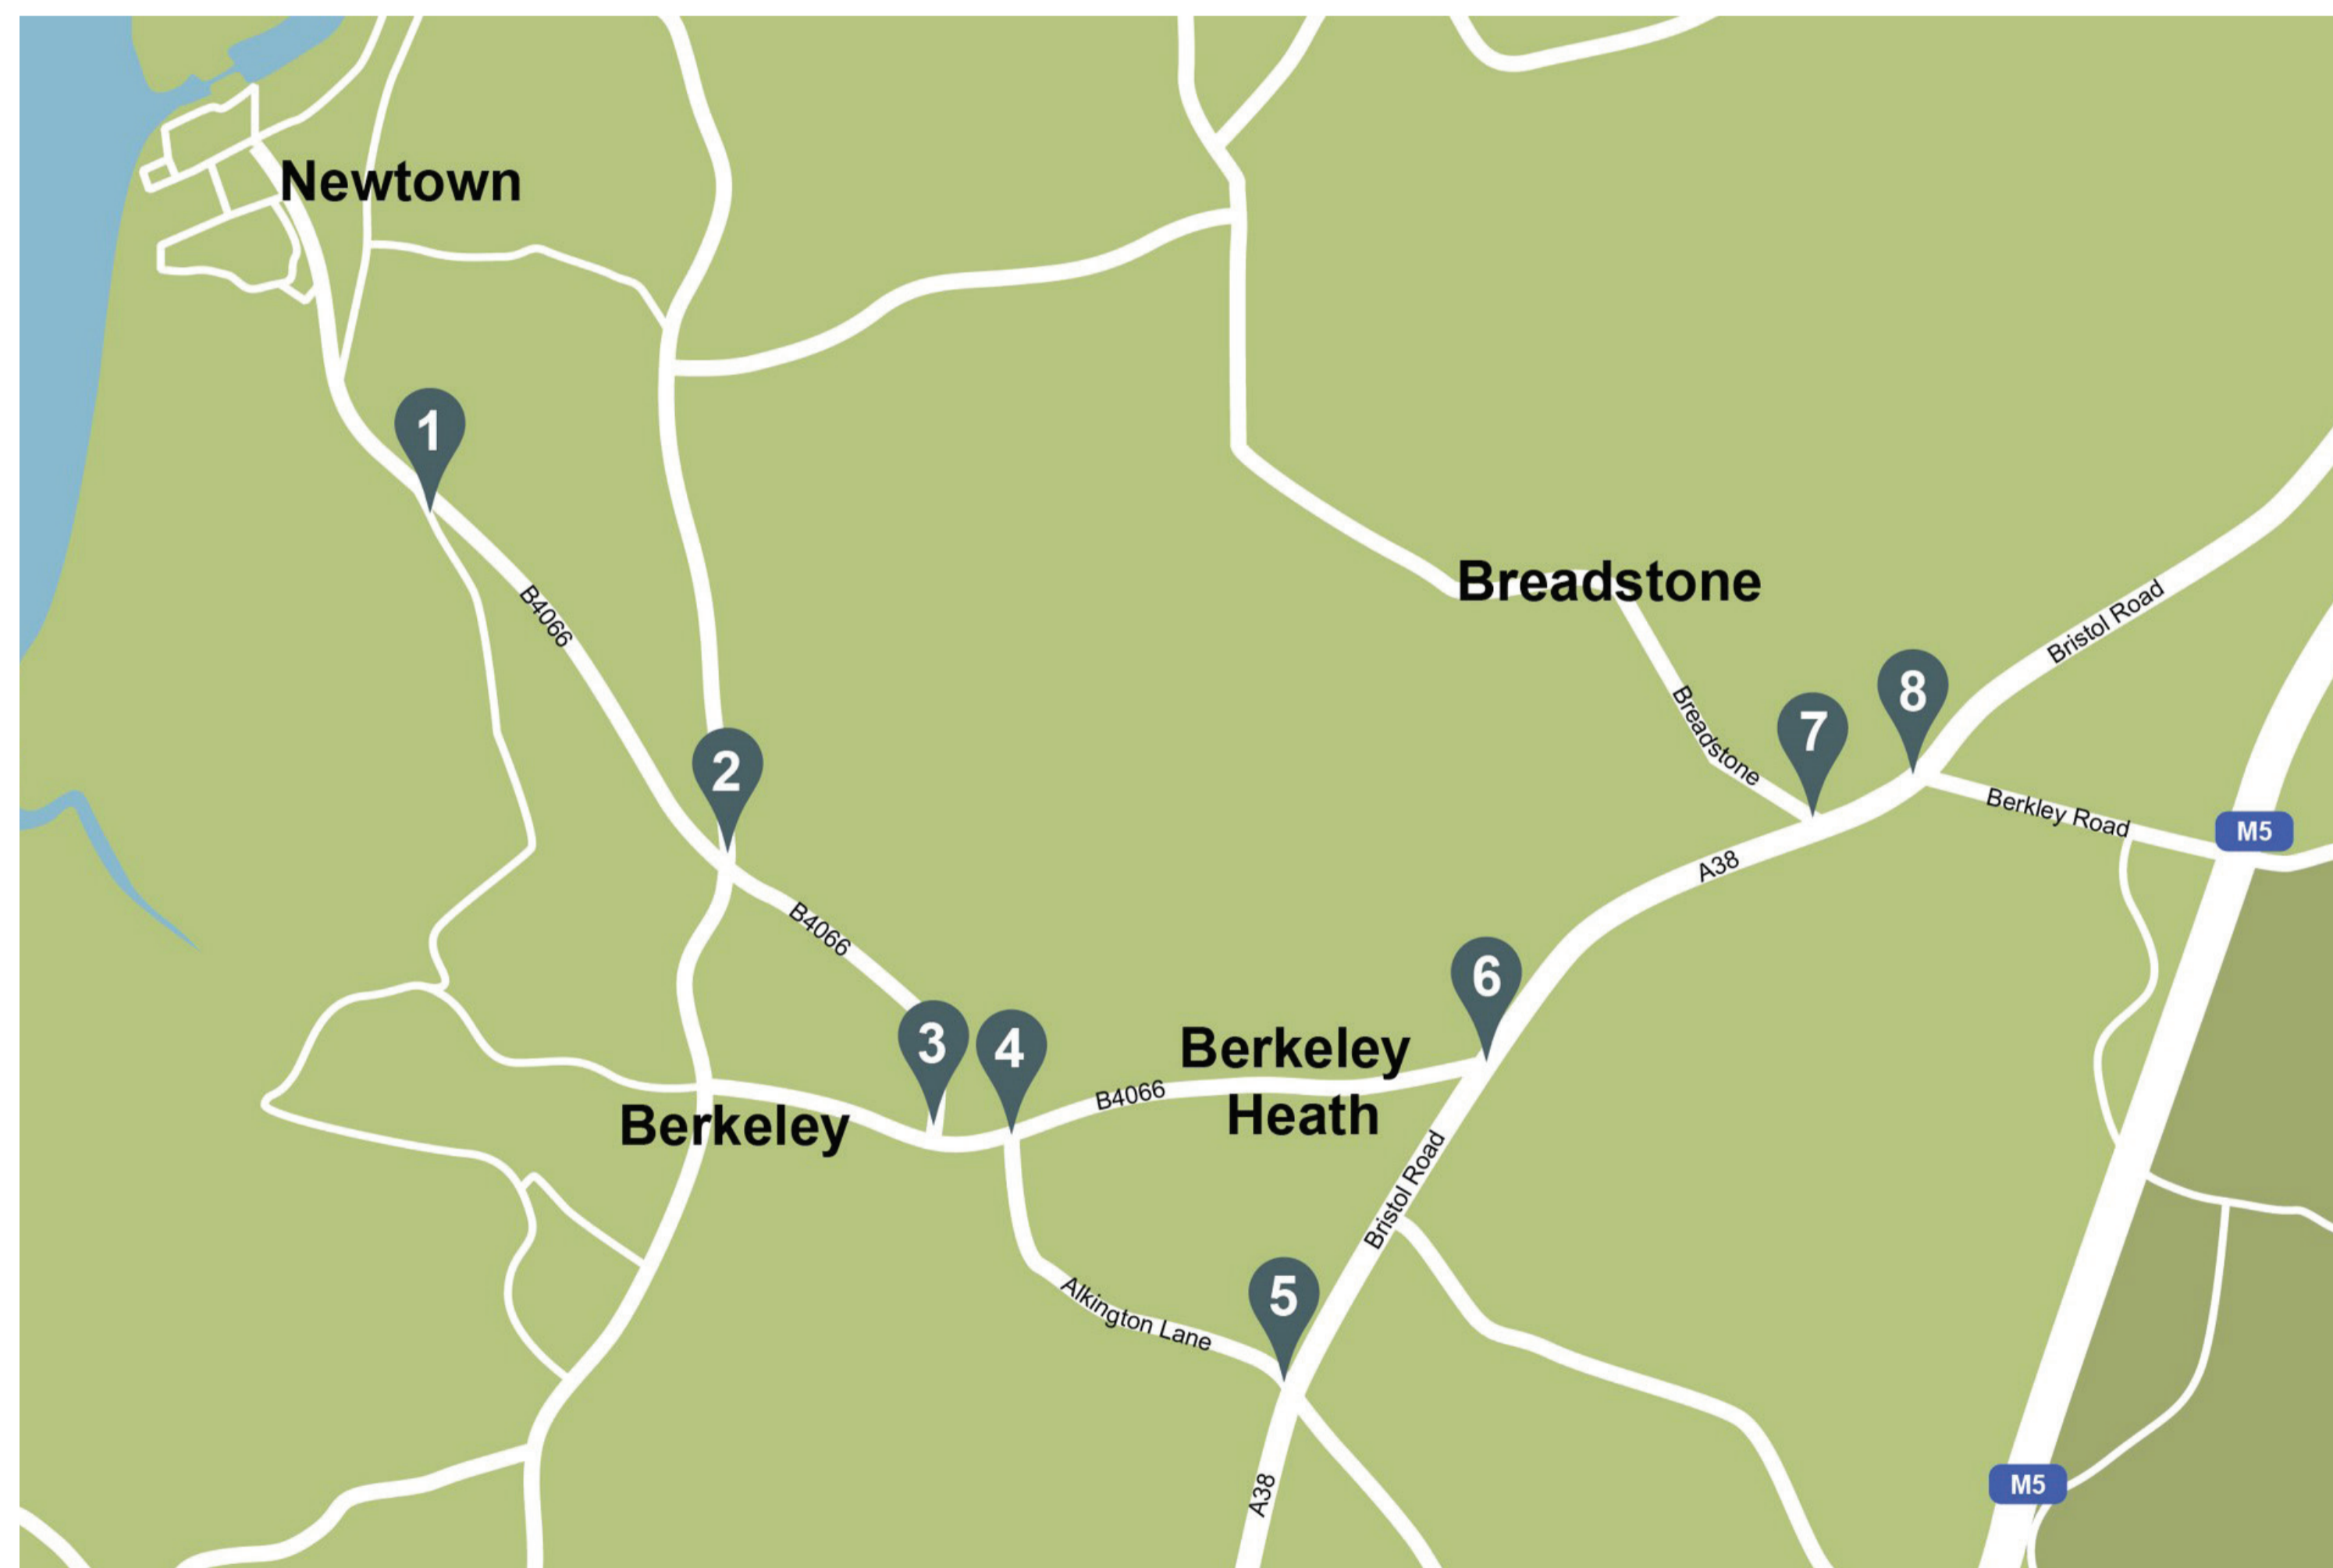 Newtown
1
B4066
Breadstone
Bristol Road
8
7
Breadstone
2
Berkley Road
M5
A38
B4066
6
3
4
Berkeley
Heath
B4066
Berkeley
Bristol Road
5
Alkington Lane
M5
A38